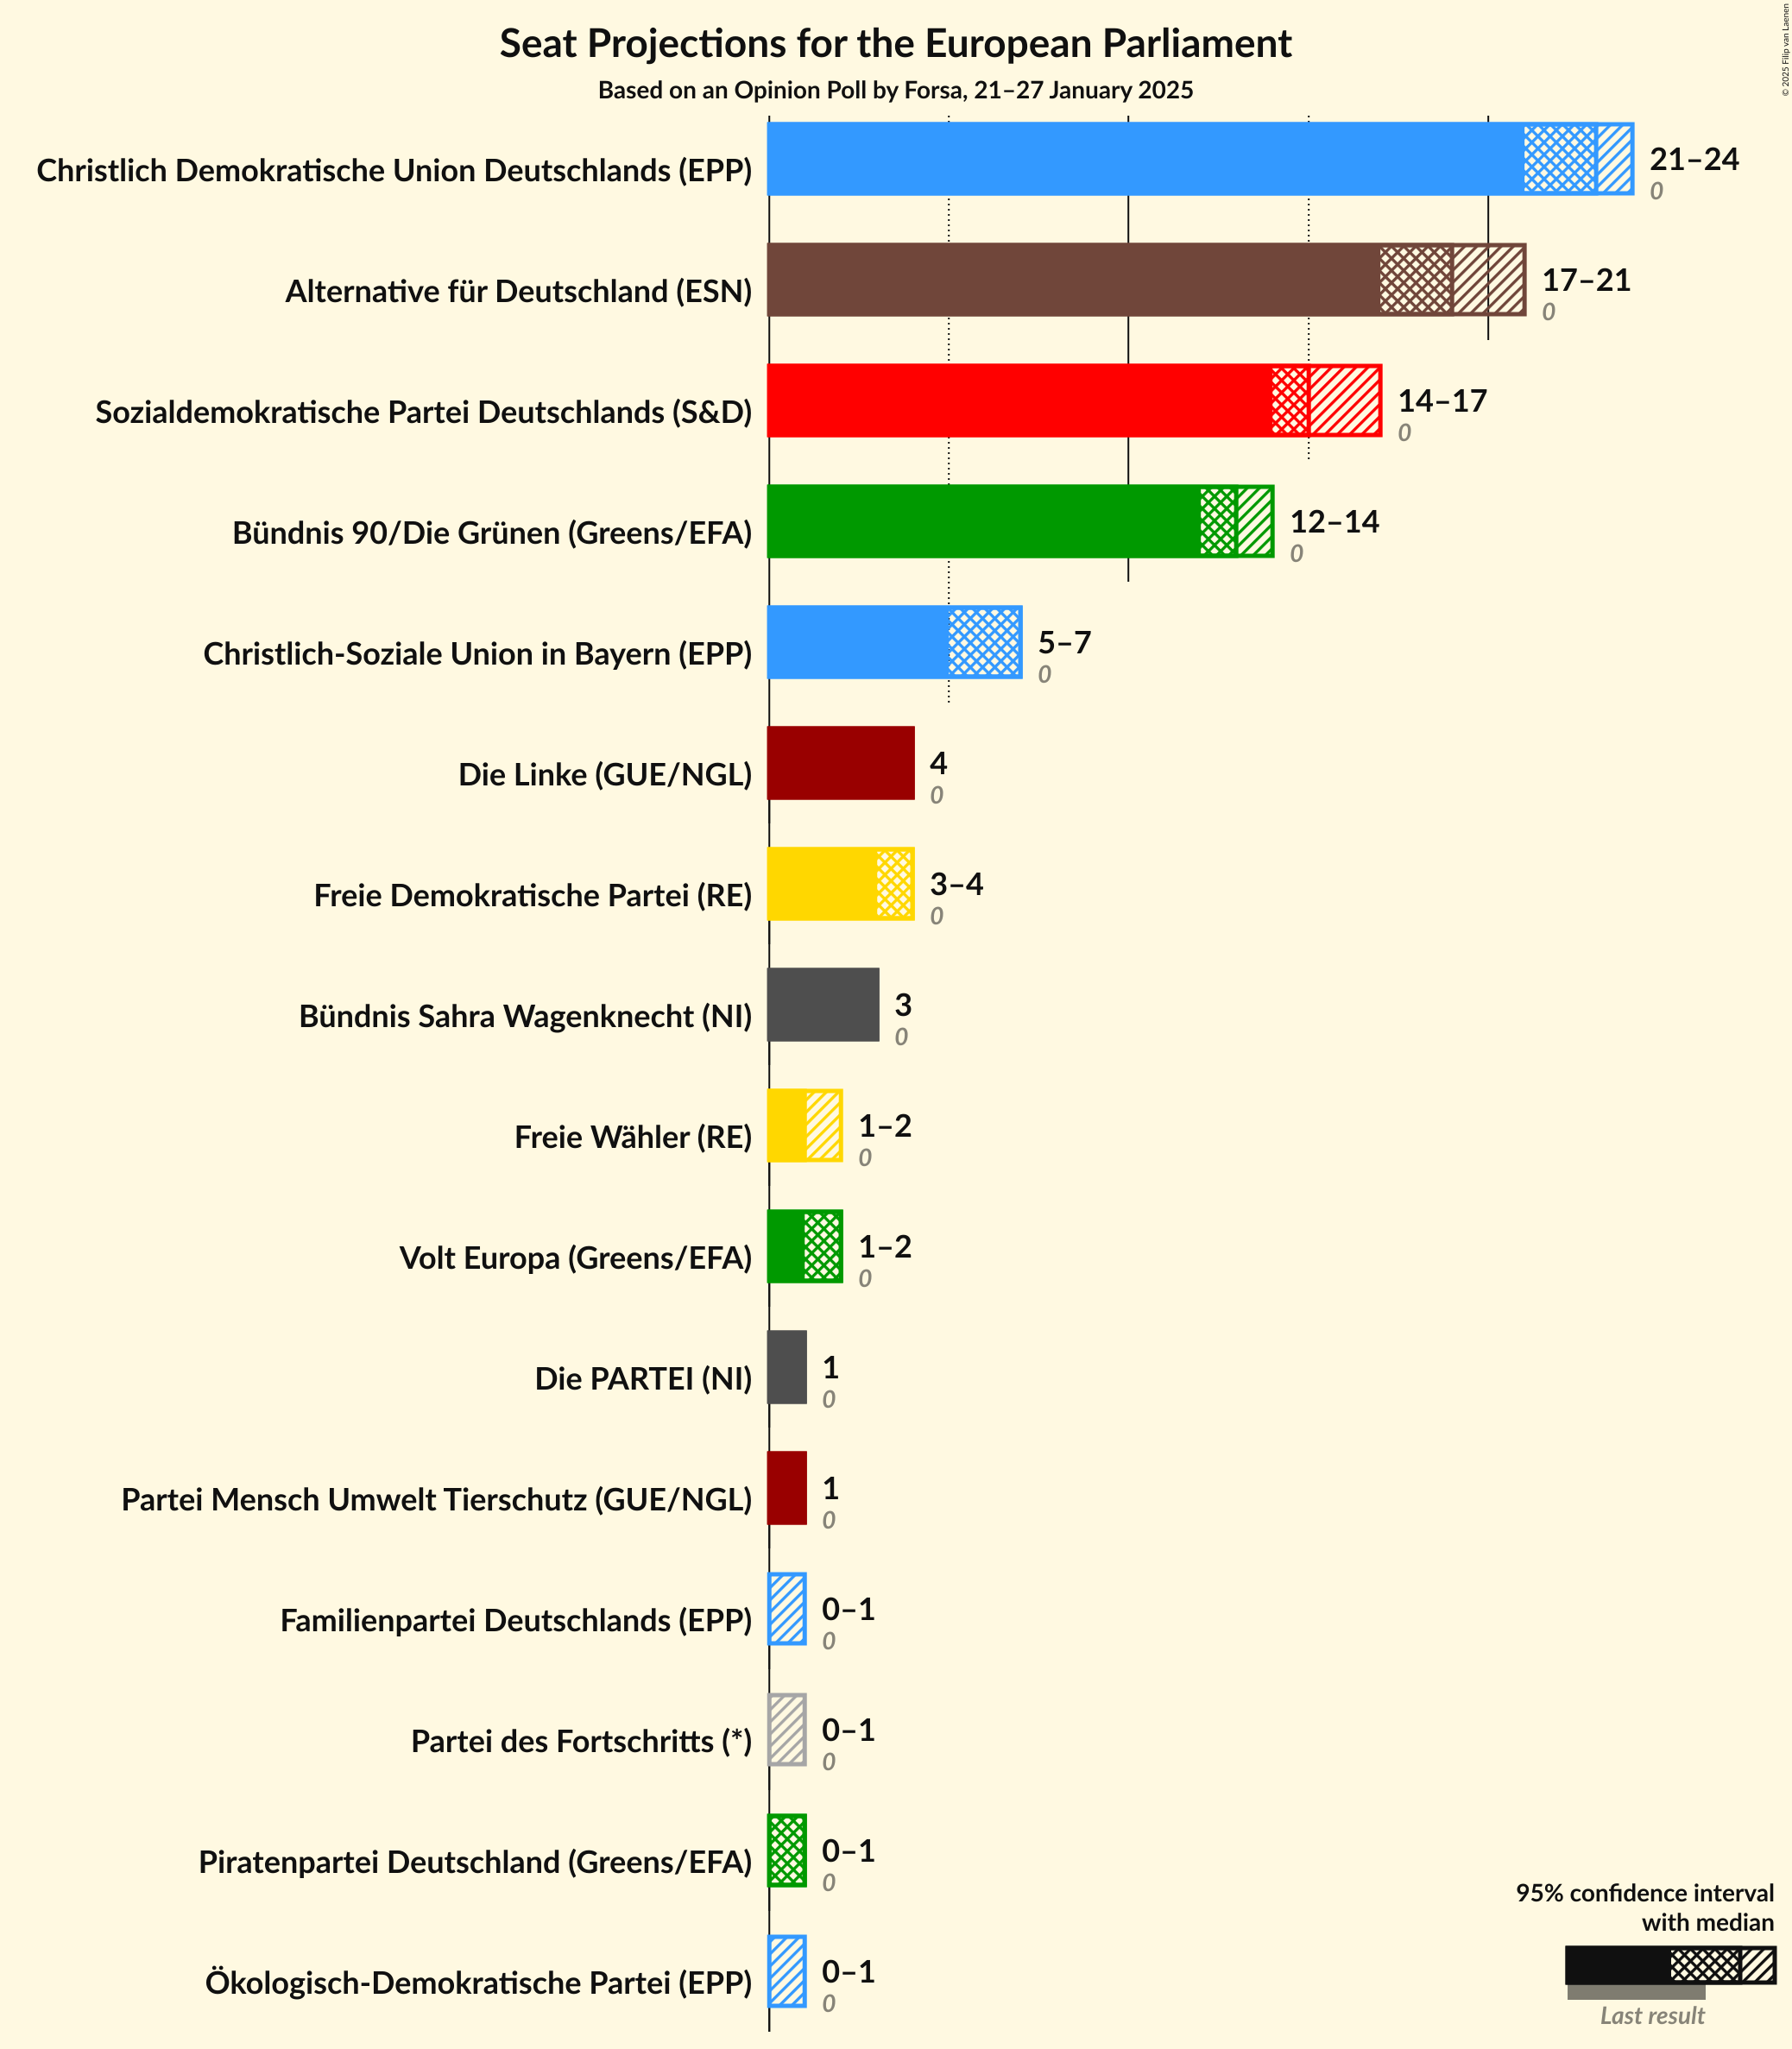 Seat Projections for the European Parliament
Based on an Opinion Poll by Forsa, 21–27 January 2025
© 2025 Filip van Laenen
Christlich Demokratische Union Deutschlands (EPP)
21–24
0
Alternative für Deutschland (ESN)
17–21
0
Sozialdemokratische Partei Deutschlands (S&D)
14–17
0
Bündnis 90/Die Grünen (Greens/EFA)
12–14
0
Christlich-Soziale Union in Bayern (EPP)
5–7
0
Die Linke (GUE/NGL)
4
0
Freie Demokratische Partei (RE)
3–4
0
Bündnis Sahra Wagenknecht (NI)
3
0
Freie Wähler (RE)
1–2
0
Volt Europa (Greens/EFA)
1–2
0
Die PARTEI (NI)
1
0
Partei Mensch Umwelt Tierschutz (GUE/NGL)
1
0
Familienpartei Deutschlands (EPP)
0–1
0
Partei des Fortschritts (*)
0–1
0
Piratenpartei Deutschland (Greens/EFA)
0–1
0
Ökologisch-Demokratische Partei (EPP)
0–1
0
95% confidence interval
with median
Last result